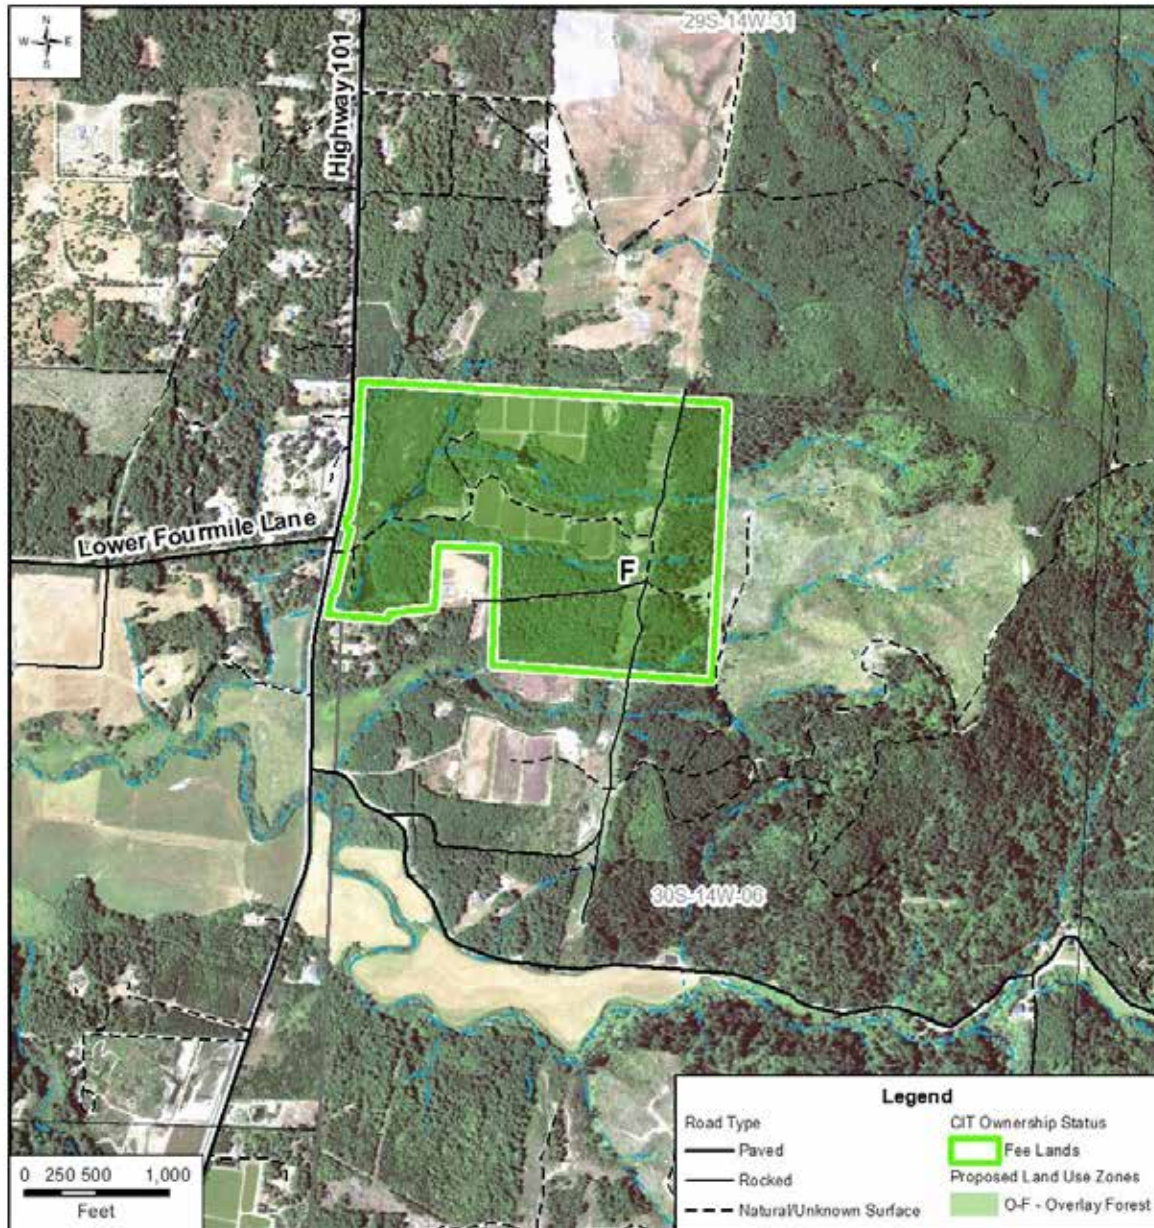 29S-14W-31
N
W E
S
Highway 101
Lower Fourmile Lane
F
30S-14W-06
Legend
Road Type
Paved
Rocked
Natural/Unknown Surface
CIT Ownership Status
Fee Lands
Proposed Land Use Zones
O-F - Overlay Forest
0 250 500 1,000
Feet